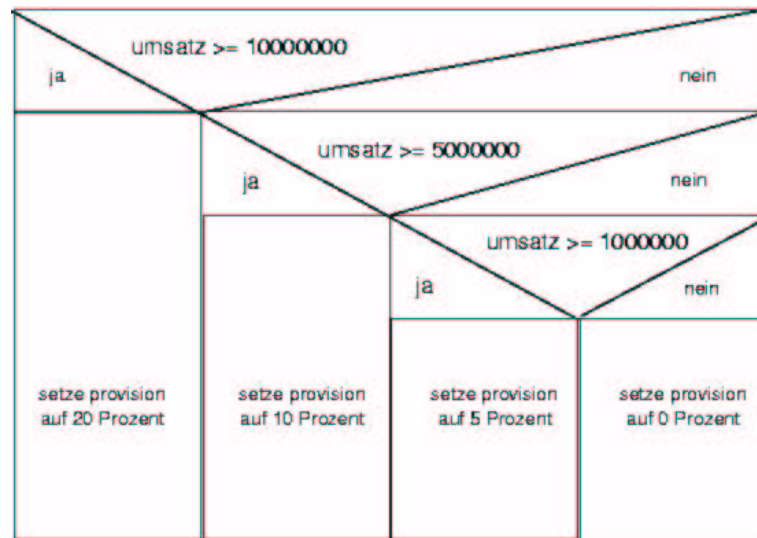 umsatz >= 10000000
ja
nein
umsatz >= 5000000
ja
nein
umsatz >= 1000000
ja
nein
setze provision
auf 20 Prozent
setze provision
auf 10 Prozent
setze provision
auf 5 Prozent
setze provision
auf 0 Prozent